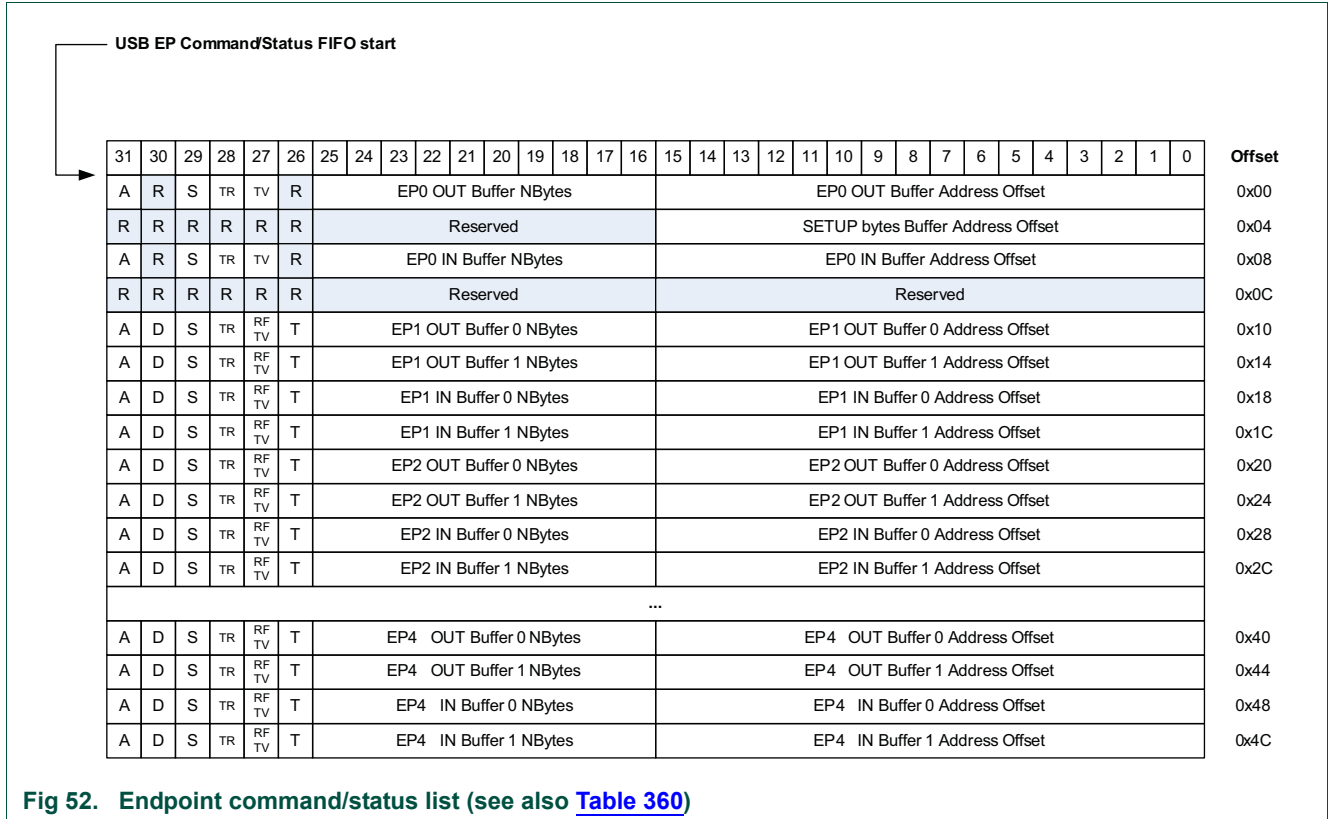 USB EP Command/Status FIFO start
31 30 29 28 27 26 25 24 23 22 21 20 19 18 17 16 15 14 13 12 11 10 9 8 7 6 5 4 3 2 1 0 Offset
A R S TR TV R EP0 OUT Buffer NBytes EP0 OUT Buffer Address Offset 0x00
R R R R R R Reserved SETUP bytes Buffer Address Offset 0x04
A R S TR TV R EP0 IN Buffer NBytes EP0 IN Buffer Address Offset 0x08
R R R R R R Reserved Reserved 0x0C
A D S TR RF TV T EP1 OUT Buffer 0 NBytes EP1 OUT Buffer 0 Address Offset 0x10
A D S TR RF TV T EP1 OUT Buffer 1 NBytes EP1 OUT Buffer 1 Address Offset 0x14
A D S TR RF TV T EP1 IN Buffer 0 NBytes EP1 IN Buffer 0 Address Offset 0x18
A D S TR RF TV T EP1 IN Buffer 1 NBytes EP1 IN Buffer 1 Address Offset 0x1C
A D S TR RF TV T EP2 OUT Buffer 0 NBytes EP2 OUT Buffer 0 Address Offset 0x20
A D S TR RF TV T EP2 OUT Buffer 1 NBytes EP2 OUT Buffer 1 Address Offset 0x24
A D S TR RF TV T EP2 IN Buffer 0 NBytes EP2 IN Buffer 0 Address Offset 0x28
A D S TR RF TV T EP2 IN Buffer 1 NBytes EP2 IN Buffer 1 Address Offset 0x2C
...
A D S TR RF TV T EP4 OUT Buffer 0 NBytes EP4 OUT Buffer 0 Address Offset 0x40
A D S TR RF TV T EP4 OUT Buffer 1 NBytes EP4 OUT Buffer 1 Address Offset 0x44
A D S TR RF TV T EP4 IN Buffer 0 NBytes EP4 IN Buffer 0 Address Offset 0x48
A D S TR RF TV T EP4 IN Buffer 1 NBytes EP4 IN Buffer 1 Address Offset 0x4C
Fig 52. Endpoint command/status list (see also Table 360)